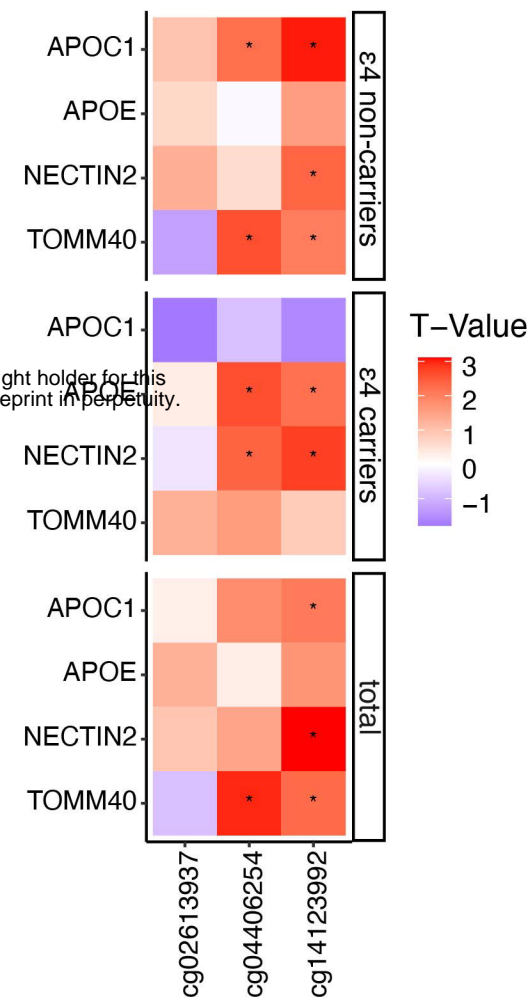 APOC1
*
*
APOE
NECTIN2
*
TOMM40
*
*
ε4 non-carriers
APOC1
ght holder for this
APOE
*
*
eprint in perpetuity.
NECTIN2
*
*
TOMM40
ε4 carriers
T-Value
3
2
1
0
−1
APOC1
*
APOE
NECTIN2
*
TOMM40
*
*
total
cg02613937
cg04406254
cg14123992